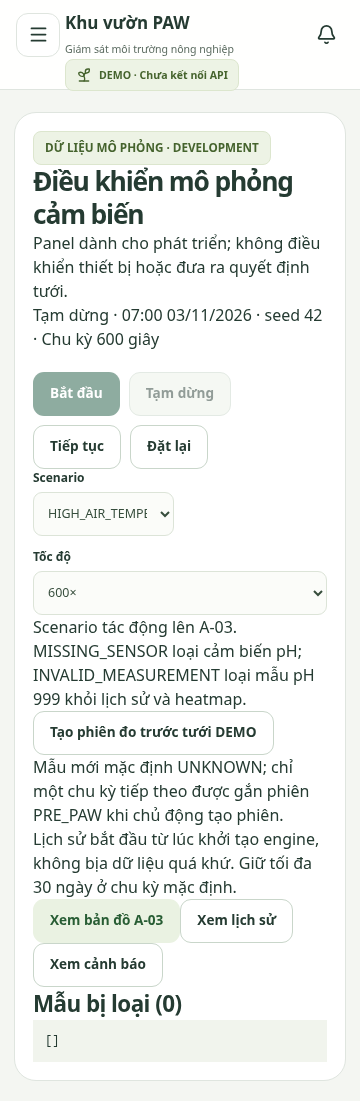 Khu vườn PAW
Giám sát môi trường nông nghiệp
DEMO · Chưa kết nối API
DỮ LIỆU MÔ PHỎNG · DEVELOPMENT
Điều khiển mô phỏng
cảm biến
Panel dành cho phát triển; không điều
khiển thiết bị hoặc đưa ra quyết định
tưới.
Tạm dừng · 07:00 03/11/2026 · seed 42
· Chu kỳ 600 giây
Bắt đầu
Tạm dừng
Tiếp tục
Đặt lại
Scenario
HIGH_AIR_TEMPE
Tốc độ
600×
Scenario tác động lên A-03.
MISSING_SENSOR loại cảm biến pH;
INVALID_MEASUREMENT loại mẫu pH
999 khỏi lịch sử và heatmap.
Tạo phiên đo trước tưới DEMO
Mẫu mới mặc định UNKNOWN; chỉ
một chu kỳ tiếp theo được gắn phiên
PRE_PAW khi chủ động tạo phiên.
Lịch sử bắt đầu từ lúc khởi tạo engine,
không bịa dữ liệu quá khứ. Giữ tối đa
30 ngày ở chu kỳ mặc định.
Xem bản đồ A-03
Xem lịch sử
Xem cảnh báo
Mẫu bị loại (0)
[]